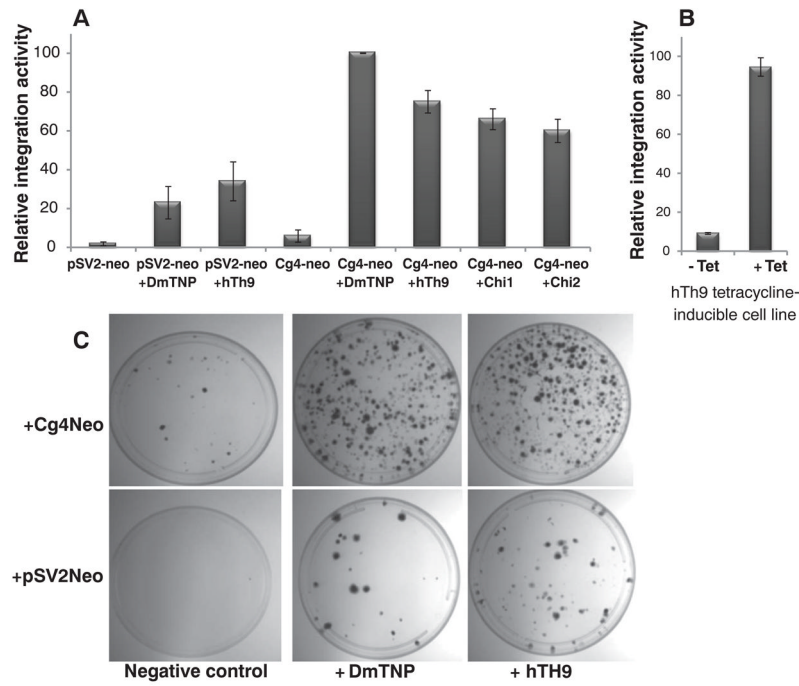 A
Relative integration activity
100
80
60
40
20
0
pSV2-neo pSV2-neo +DmTNP pSV2-neo +hTh9 Cg4-neo Cg4-neo +DmTNP Cg4-neo +hTh9 Cg4-neo +Chi1 Cg4-neo +Chi2
B
Relative integration activity
100
80
60
40
20
0
- Tet + Tet
hTh9 tetracycline-
inducible cell line
C
+Cg4Neo
+pSV2Neo
Negative control + DmTNP + hTH9